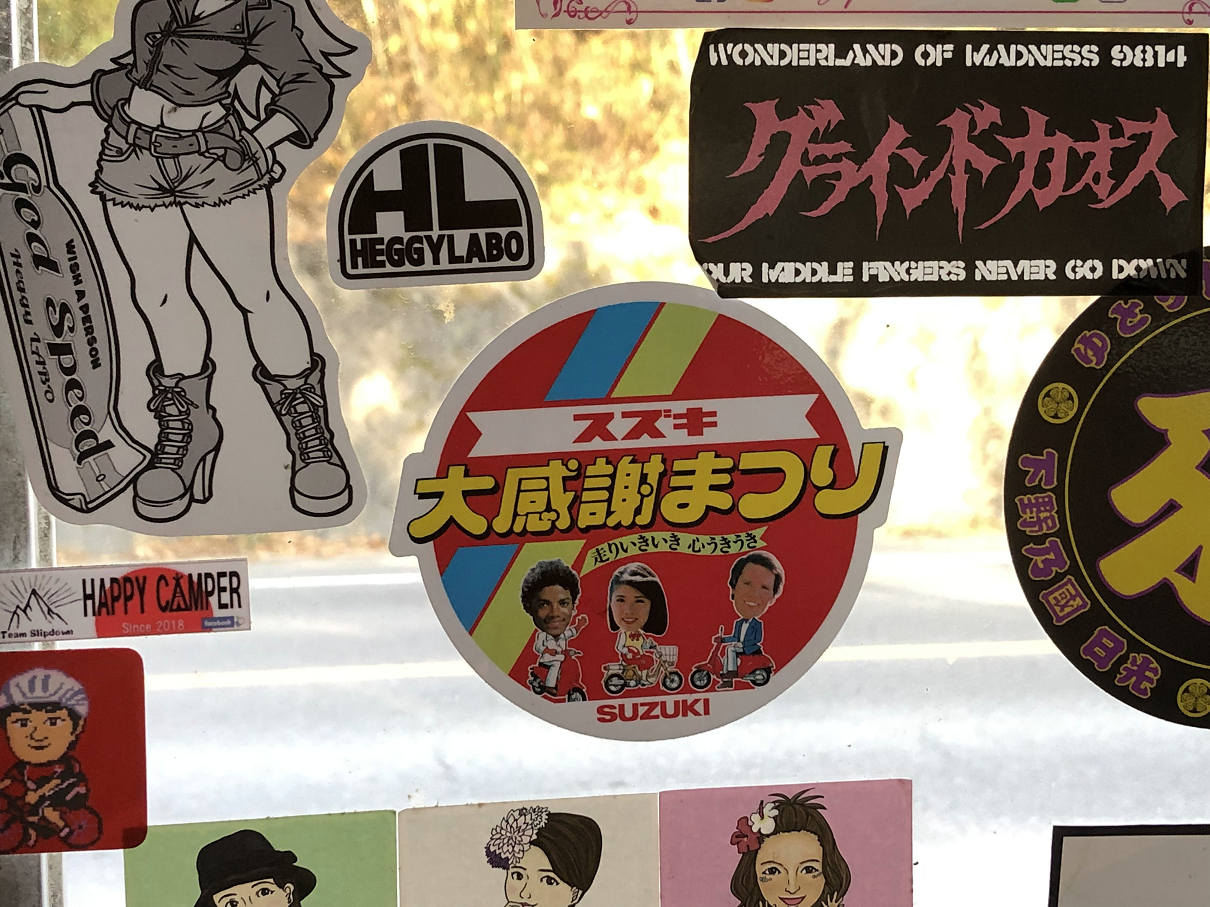 WONDERLAND OF MADNESS 9814
グラインドカオス
OUR MIDDLE FINGERS NEVER GO DOWN
HL
HEGGYLABO
God Speed
WISH A PERSON
Heggy LABO
スズキ
大感謝まつり
走りいきいき 心うきうき
SUZUKI
下野乃國 日光
HAPPY CAMPER
Since 2018
facebook
Team Slipdown